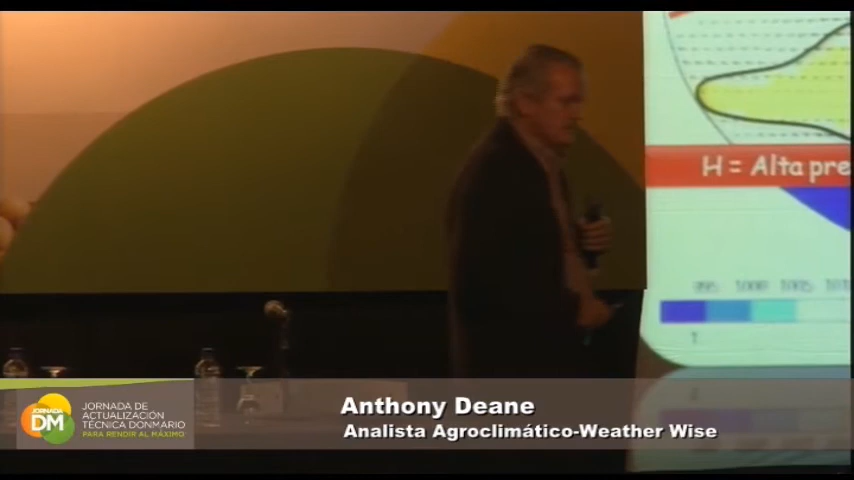 H = Alta pre
995 1000 1005 101
JORNADA
DM
JORNADA DE
ACTUALIZACIÓN
TÉCNICA DONMARIO
PARA RENDIR AL MÁXIMO
Anthony Deane
Analista Agroclimático-Weather Wise